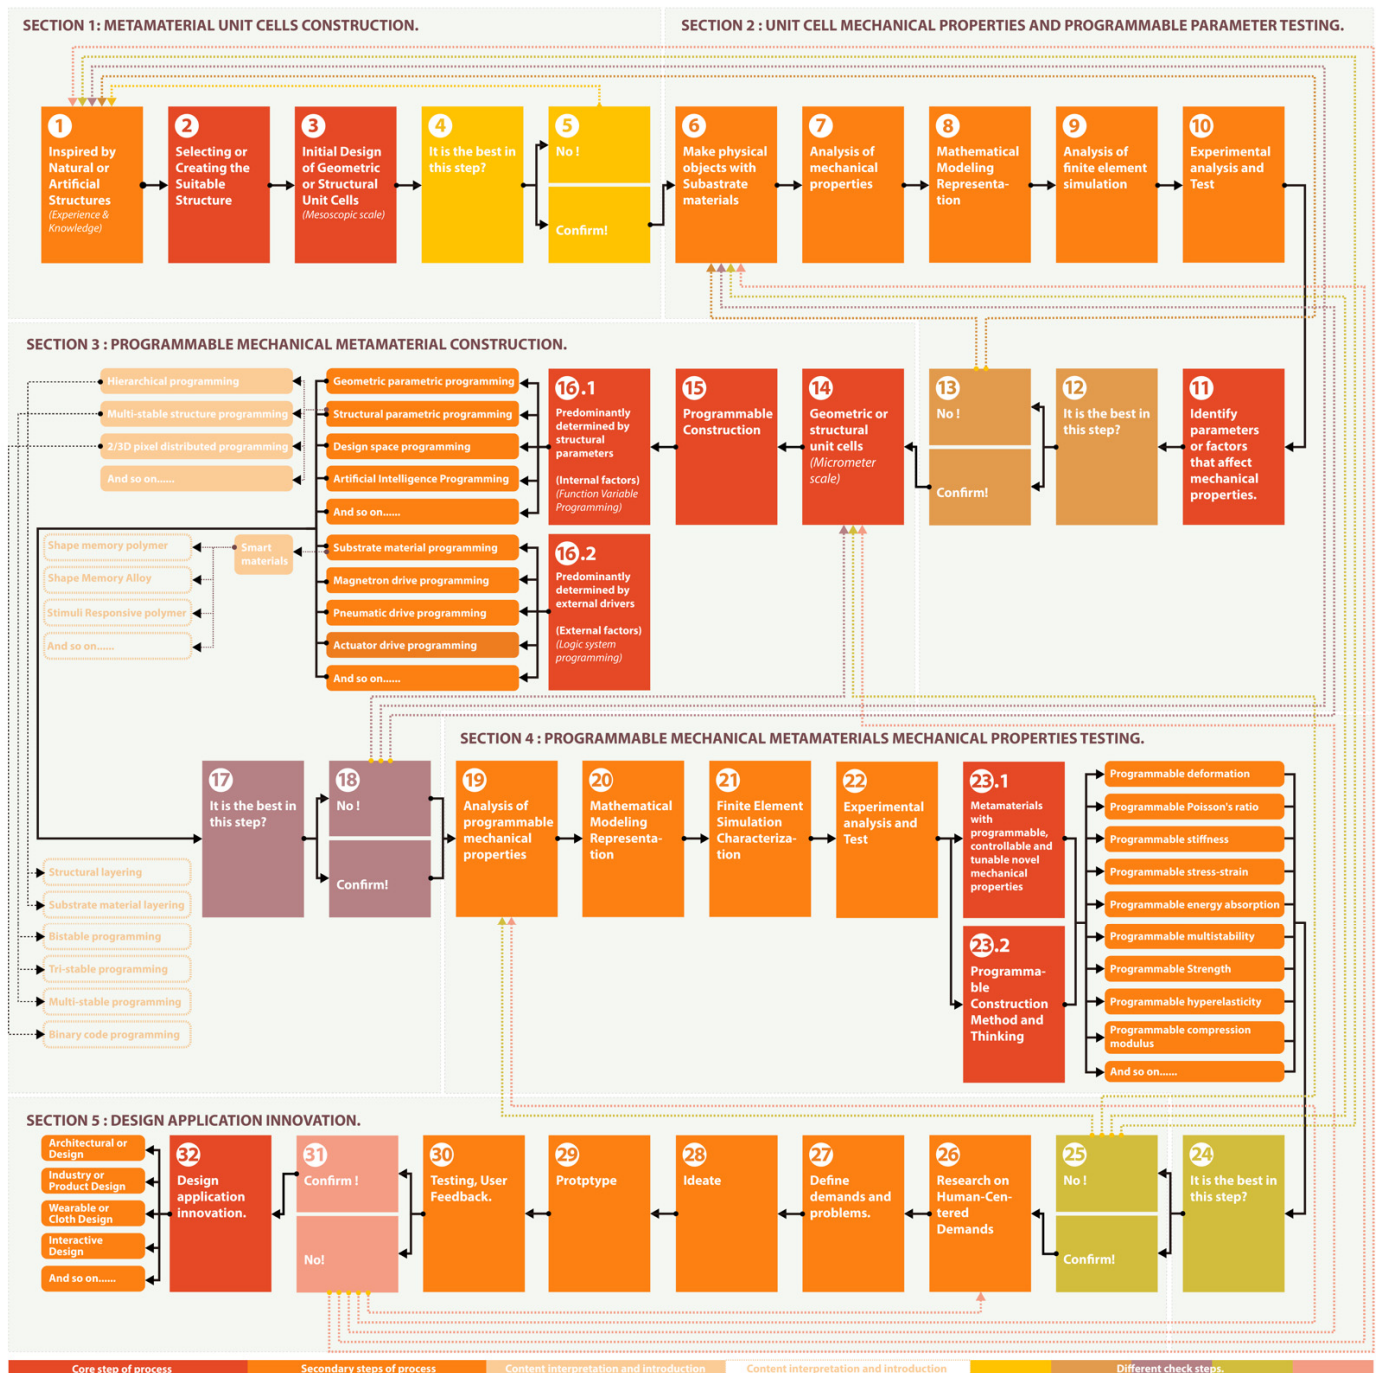 SECTION 1: METAMATERIAL UNIT CELLS CONSTRUCTION.
SECTION 2 : UNIT CELL MECHANICAL PROPERTIES AND PROGRAMMABLE PARAMETER TESTING.
1
Inspired by
Natural or
Artificial
Structures
(Experience &
Knowledge)
2
Selecting or
Creating the
Suitable
Structure
3
Initial Design
of Geometric
or Structural
Unit Cells
(Mesoscopic scale)
4
It is the best in
this step?
5
No !
Confirm!
6
Make physical
objects with
Subastrate
materials
7
Analysis of
mechanical
properties
8
Mathematical
Modeling
Representa-
tion
9
Analysis of
finite element
simulation
10
Experimental
analysis and
Test
SECTION 3 : PROGRAMMABLE MECHANICAL METAMATERIAL CONSTRUCTION.
Hierarchical programming
Multi-stable structure programming
2/3D pixel distributed programming
And so on......
Geometric parametric programming
Structural parametric programming
Design space programming
Artificial Intelligence Programming
And so on......
16.1
Predominantly
determined by
structural
parameters
(Internal factors)
(Function Variable
Programming)
15
Programmable
Construction
14
Geometric or
structural
unit cells
(Micrometer
scale)
13
No !
Confirm!
12
It is the best in
this step?
11
Identify
parameters
or factors
that affect
mechanical
properties.
Shape memory polymer
Shape Memory Alloy
Stimuli Responsive polymer
And so on......
Smart
materials
Substrate material programming
Magnetron drive programming
Pneumatic drive programming
Actuator drive programming
And so on......
16.2
Predominantly
determined by
external drivers
(External factors)
(Logic system
programming)
SECTION 4 : PROGRAMMABLE MECHANICAL METAMATERIALS MECHANICAL PROPERTIES TESTING.
17
It is the best in
this step?
18
No !
Confirm!
19
Analysis of
programmable
mechanical
properties
20
Mathematical
Modeling
Representa-
tion
21
Finite Element
Simulation
Characteriza-
tion
22
Experimental
analysis and
Test
23.1
Metamaterials
with
programmable,
controllable and
tunable novel
mechanical
properties
23.2
Programma-
ble
Construction
Method and
Thinking
Programmable deformation
Programmable Poisson's ratio
Programmable stiffness
Programmable stress-strain
Programmable energy absorption
Programmable multistability
Programmable Strength
Programmable hyperelasticity
Programmable compression
modulus
And so on......
Structural layering
Substrate material layering
Bistable programming
Tri-stable programming
Multi-stable programming
Binary code programming
SECTION 5 : DESIGN APPLICATION INNOVATION.
Architectural or
Design
Industry or
Product Design
Wearable or
Cloth Design
Interactive
Design
And so on......
32
Design
application
innovation.
31
Confirm !
No!
30
Testing, User
Feedback.
29
Protptype
28
Ideate
27
Define
demands and
problems.
26
Research on
Human-Cen-
tered
Demands
25
No !
Confirm!
24
It is the best in
this step?
Core step of process
Secondary steps of process
Content interpretation and introduction
Content interpretation and introduction
Different check steps.